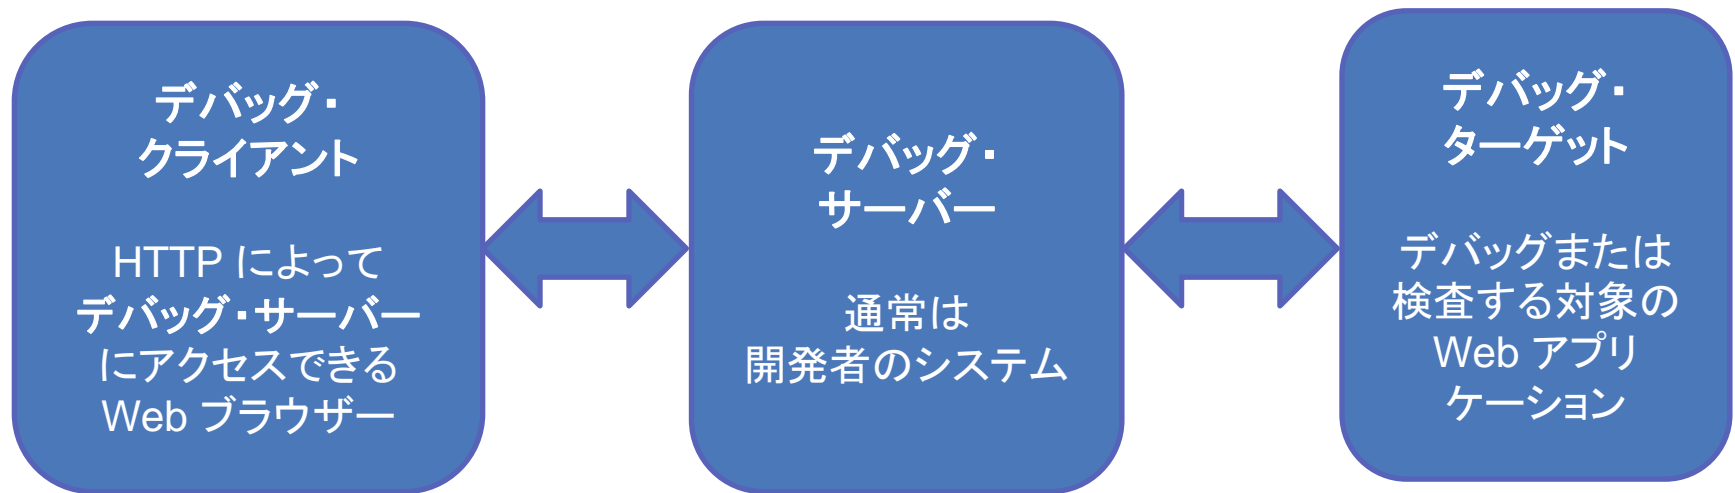 デバッグ・
クライアント
HTTP によって
デバッグ・サーバー
にアクセスできる
Web ブラウザー
デバッグ・
サーバー
通常は
開発者のシステム
デバッグ・
ターゲット
デバッグまたは
検査する対象の
Web アプリ
ケーション